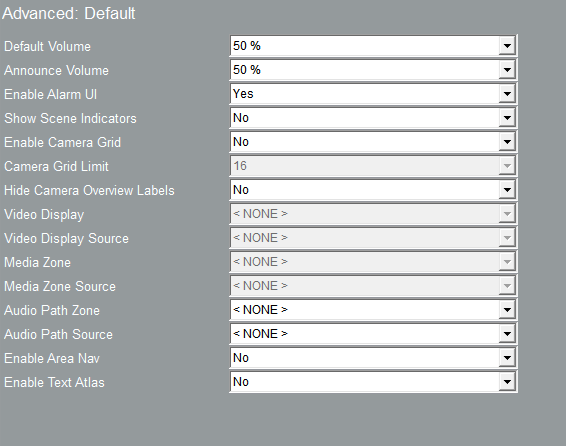 Advanced: Default
Default Volume 50 %
Announce Volume 50 %
Enable Alarm UI Yes
Show Scene Indicators No
Enable Camera Grid No
Camera Grid Limit 16
Hide Camera Overview Labels No
Video Display < NONE >
Video Display Source < NONE >
Media Zone < NONE >
Media Zone Source < NONE >
Audio Path Zone < NONE >
Audio Path Source < NONE >
Enable Area Nav No
Enable Text Atlas No